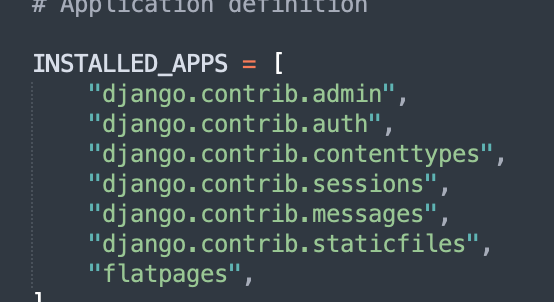 # Application definition
INSTALLED_APPS = [
"django.contrib.admin",
"django.contrib.auth",
"django.contrib.contenttypes",
"django.contrib.sessions",
"django.contrib.messages",
"django.contrib.staticfiles",
"flatpages",
]